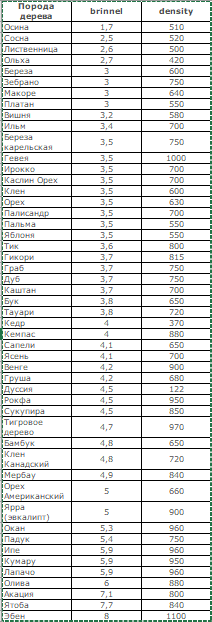 Порода дерева brinnel density
Осина 1,7 510
Сосна 2,5 520
Лиственница 2,6 500
Ольха 2,7 420
Береза 3 600
Зебрано 3 750
Макоре 3 640
Платан 3 550
Вишня 3,2 580
Ильм 3,4 700
Береза карельская 3,5 750
Гевея 3,5 1000
Ирокко 3,5 700
Каслин Орех 3,5 700
Клен 3,5 600
Орех 3,5 630
Палисандр 3,5 700
Пальма 3,5 550
Яблоня 3,5 550
Тик 3,6 800
Гикори 3,7 815
Граб 3,7 750
Дуб 3,7 750
Каштан 3,7 700
Бук 3,8 650
Тауари 3,8 720
Кедр 4 370
Кемпас 4 880
Сапели 4,1 650
Ясень 4,1 700
Венге 4,2 900
Груша 4,2 680
Дуссия 4,5 122
Рокфа 4,5 950
Сукупира 4,5 850
Тигровое дерево 4,7 970
Бамбук 4,8 650
Клен Канадский 4,8 720
Мербау 4,9 840
Орех Американский 5 660
Ярра (эвкалипт) 5 900
Окан 5,3 960
Падук 5,4 750
Ипе 5,9 960
Кумару 5,9 950
Лапачо 5,9 960
Олива 6 880
Акация 7,1 800
Ятоба 7,7 840
Эбен 8 1100